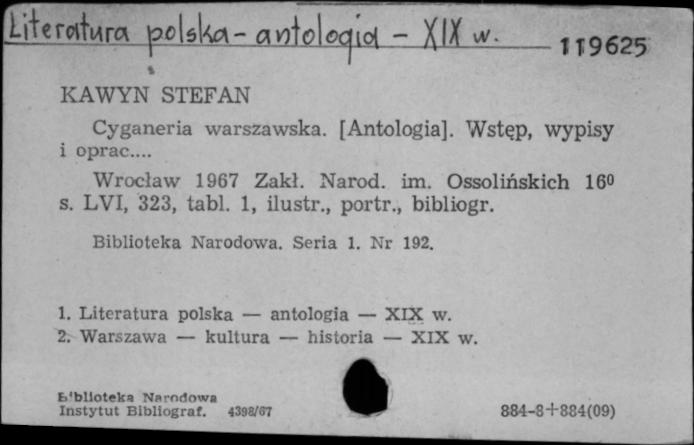 Literatura polska - antologia - XIX w.
119625
KAWYN STEFAN
Cyganeria warszawska. [Antologia]. Wstęp, wypisy
i oprac....
Wrocław 1967 Zakł. Narod. im. Ossolińskich 16⁰
s. LVI, 323, tabl. 1, ilustr., portr., bibliogr.
Biblioteka Narodowa. Seria 1. Nr 192.
1. Literatura polska — antologia — XIX w.
2. Warszawa — kultura — historia — XIX w.
Biblioteka Narodowa
Instytut Bibliograf. 4398/67
884-8+884(09)